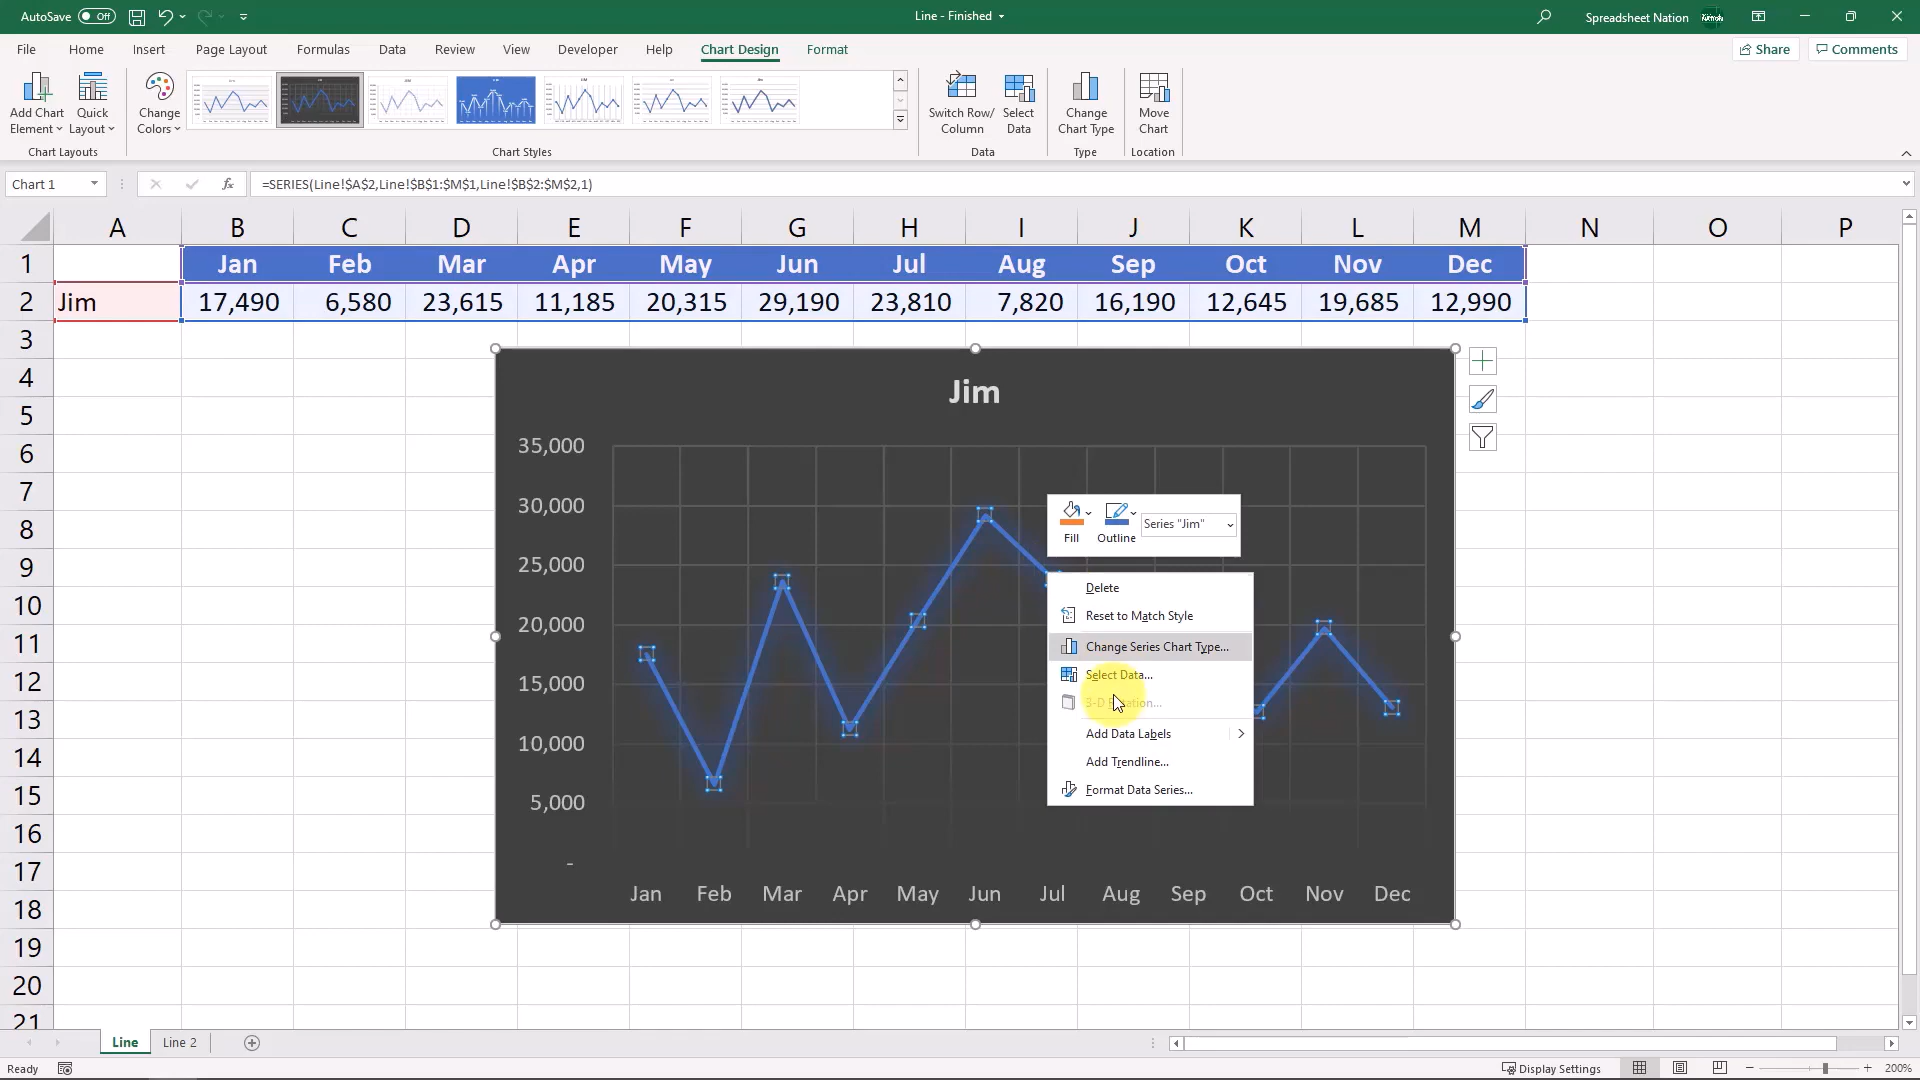 AutoSave Off
Line - Finished
Spreadsheet Nation
File Home Insert Page Layout Formulas Data Review View Developer Help Chart Design Format
Share Comments
Add Chart Element
Quick Layout
Change Colors
Switch Row/ Column
Select Data
Change Chart Type
Move Chart
Chart Layouts
Chart Styles
Data
Type
Location
Chart 1
fx
=SERIES(Line!$A$2,Line!$B$1:$M$1,Line!$B$2:$M$2,1)
A B C D E F G H I J K L M N O P
1 Jan Feb Mar Apr May Jun Jul Aug Sep Oct Nov Dec
2 Jim 17,490 6,580 23,615 11,185 20,315 29,190 23,810 7,820 16,190 12,645 19,685 12,990
3
4
5
6
7
8
9
10
11
12
13
14
15
16
17
18
19
20
21
Jim
35,000
30,000
25,000
20,000
15,000
10,000
5,000
-
Jan Feb Mar Apr May Jun Jul Aug Sep Oct Nov Dec
Fill
Outline
Series "Jim"
Delete
Reset to Match Style
Change Series Chart Type...
Select Data...
Add Data Labels
Add Trendline...
Format Data Series...
Line
Line 2
Ready
Display Settings
200%